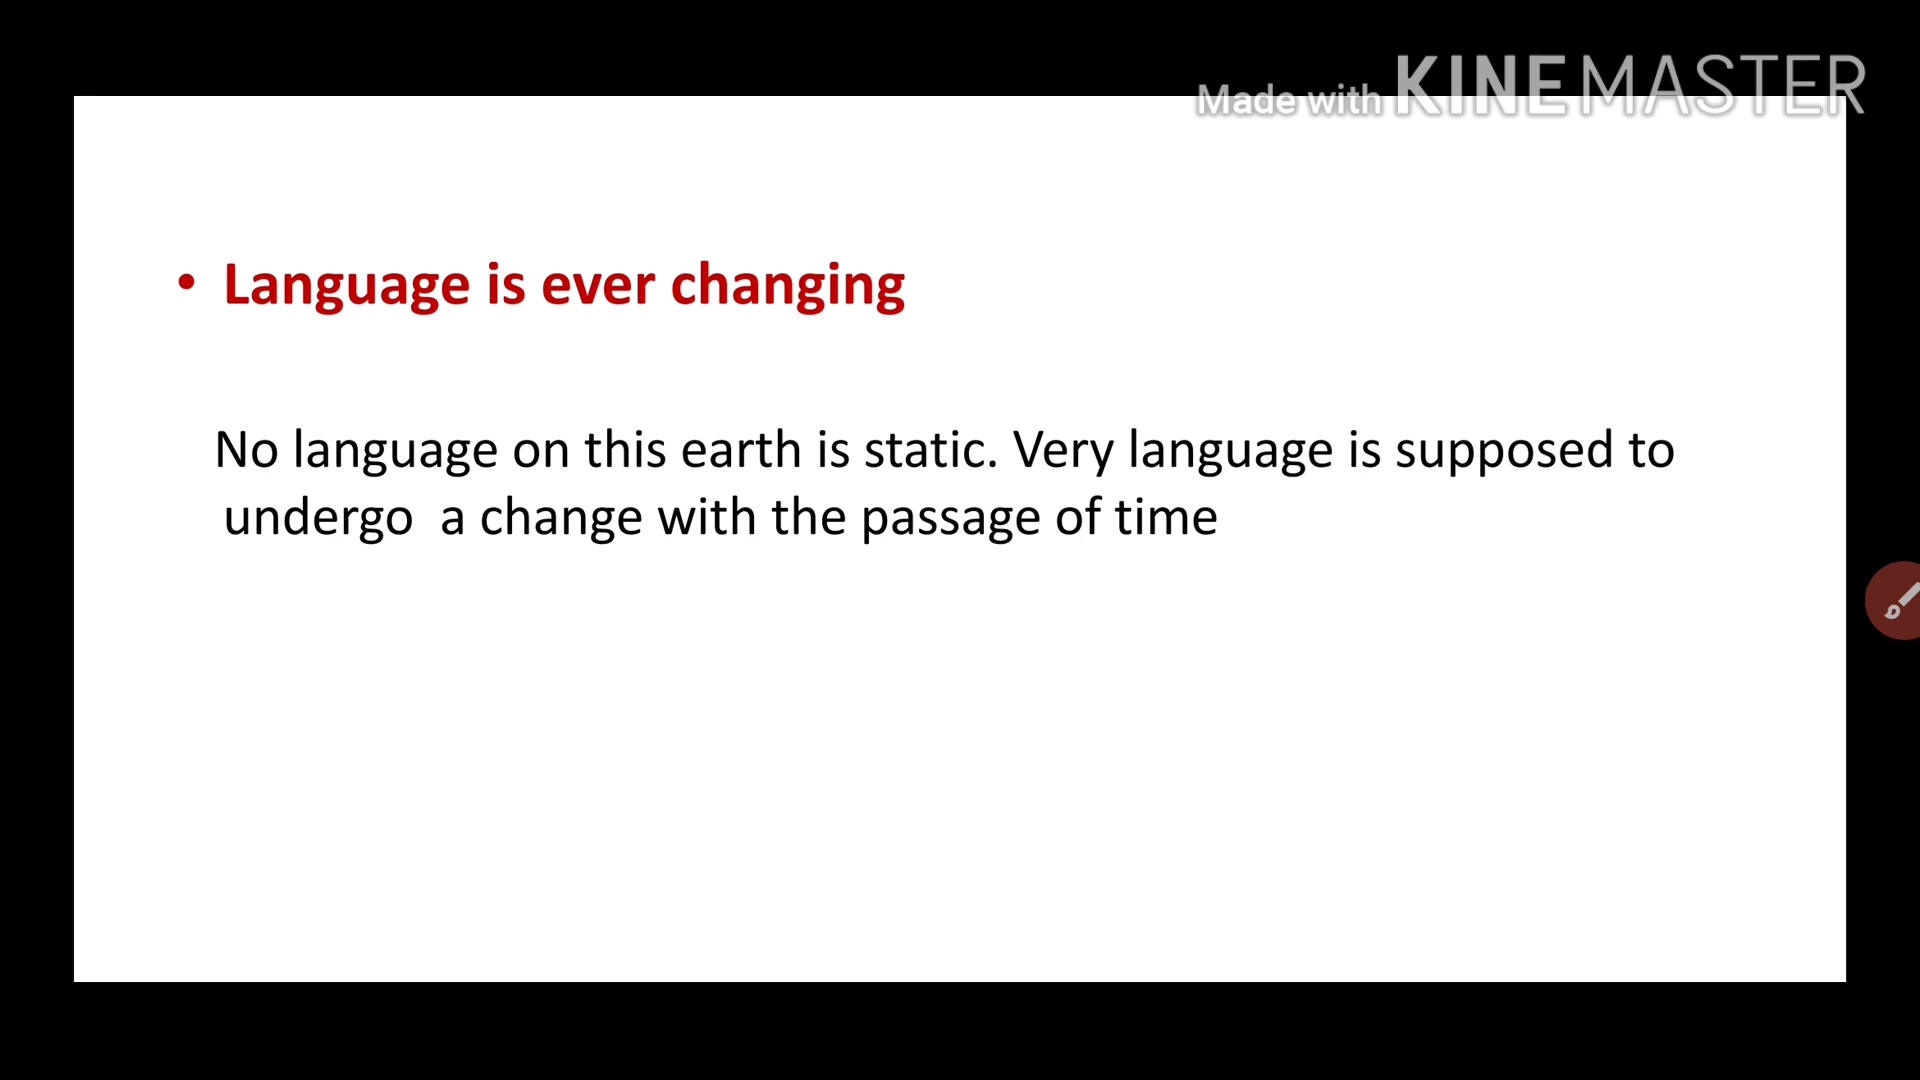 Made with KINEMASTER
• Language is ever changing
No language on this earth is static. Very language is supposed to
undergo  a change with the passage of time